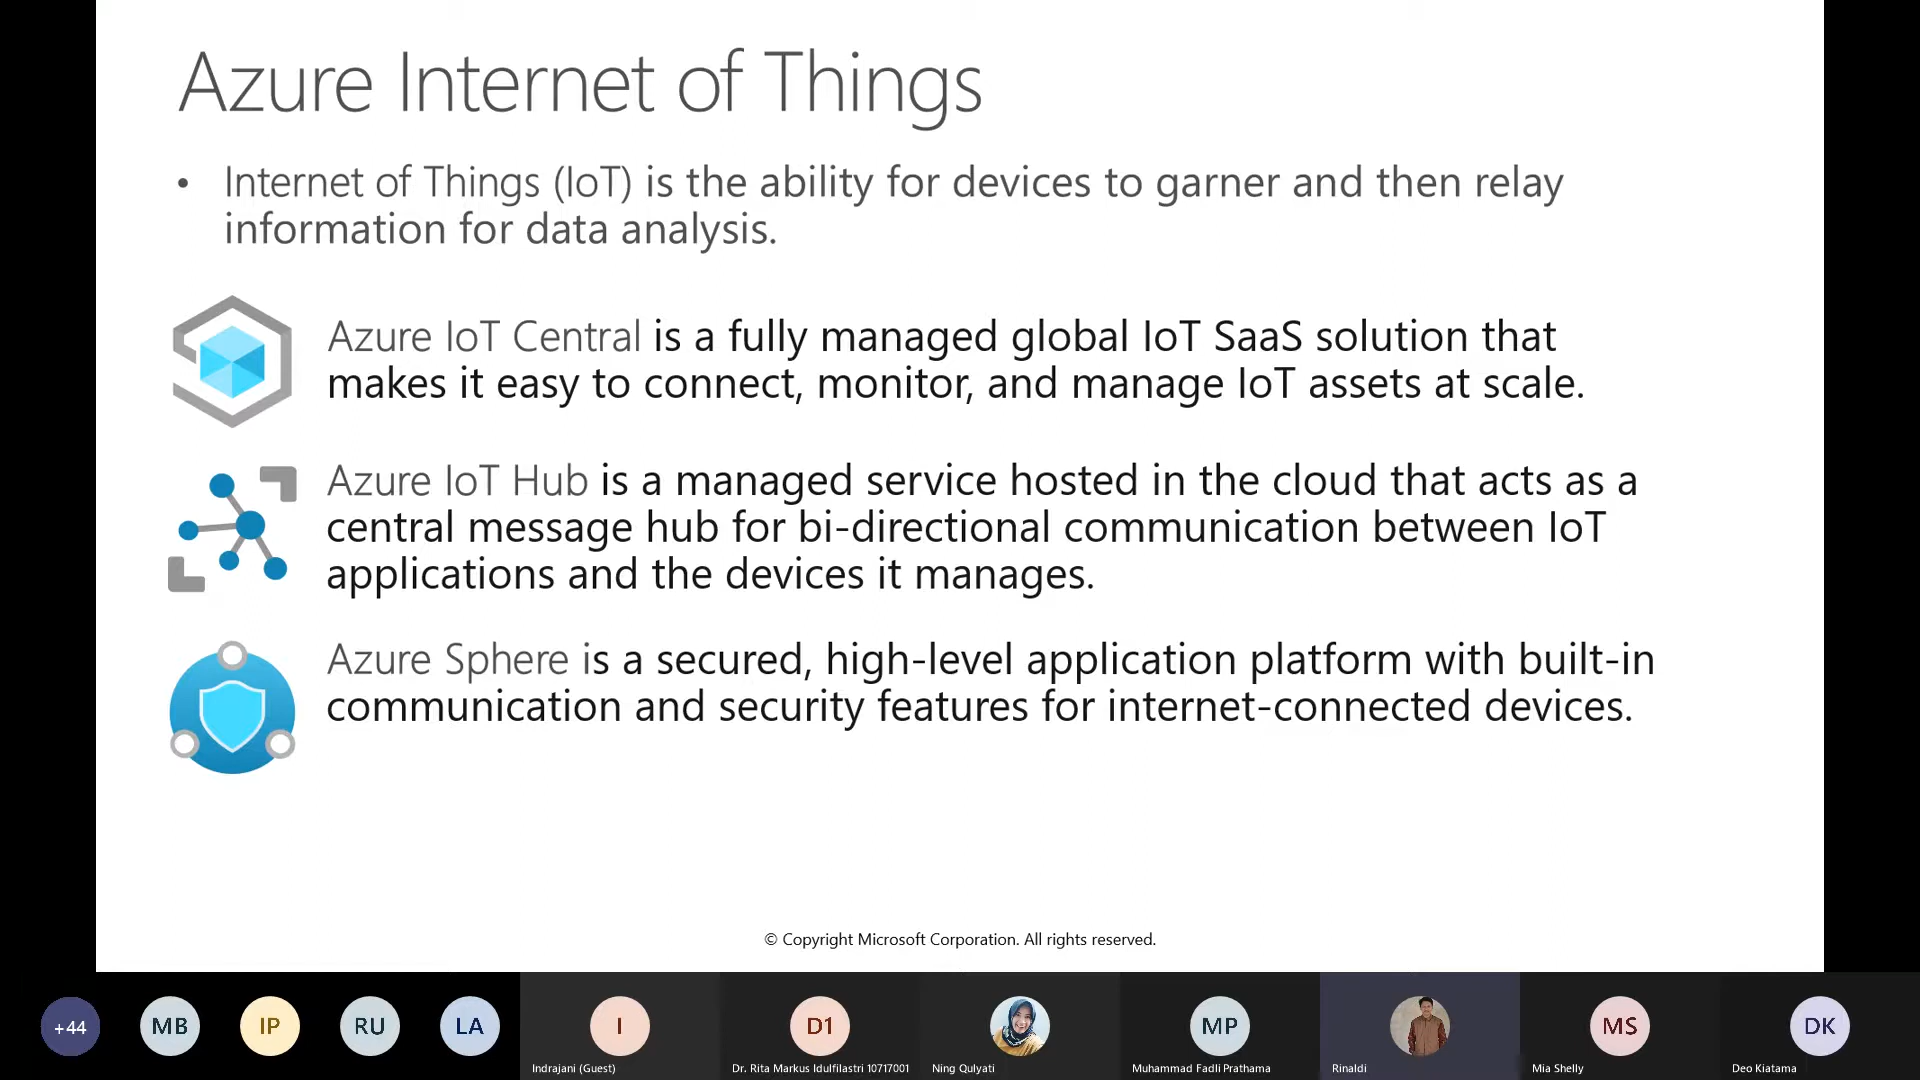 Azure Internet of Things
• Internet of Things (IoT) is the ability for devices to garner and then relay
information for data analysis.
Azure IoT Central is a fully managed global IoT SaaS solution that
makes it easy to connect, monitor, and manage IoT assets at scale.
Azure IoT Hub is a managed service hosted in the cloud that acts as a
central message hub for bi-directional communication between IoT
applications and the devices it manages.
Azure Sphere is a secured, high-level application platform with built-in
communication and security features for internet-connected devices.
© Copyright Microsoft Corporation. All rights reserved.
+44 MB IP RU LA I D1 MP MS DK
Indrajani (Guest) Dr. Rita Markus Idulfilastri 10717001 Ning Qulyati Muhammad Fadli Prathama Rinaldi Mia Shelly Deo Kiatama